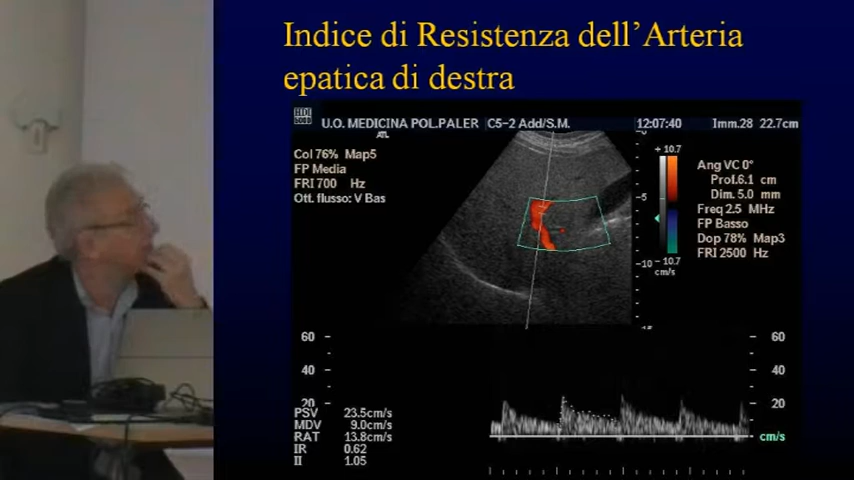 Indice di Resistenza dell'Arteria
epatica di destra
U.O. MEDICINA POL.PALER C5-2 Add/S.M. 12:07:40 Imm.28 22.7cm
ATL
Col 76% Map5
FP Media
FRI 700 Hz
Ott. flusso: V Bas
+ 10.7
- 10.7
cm/s
Ang VC 0°
Prof.6.1 cm
Dim. 5.0 mm
Freq 2.5 MHz
FP Basso
Dop 78% Map3
FRI 2500 Hz
-5
-10
60 60
40 40
20 20
PSV 23.5cm/s
MDV 9.0cm/s
RAT 13.8cm/s
IR 0.62
II 1.05
cm/s